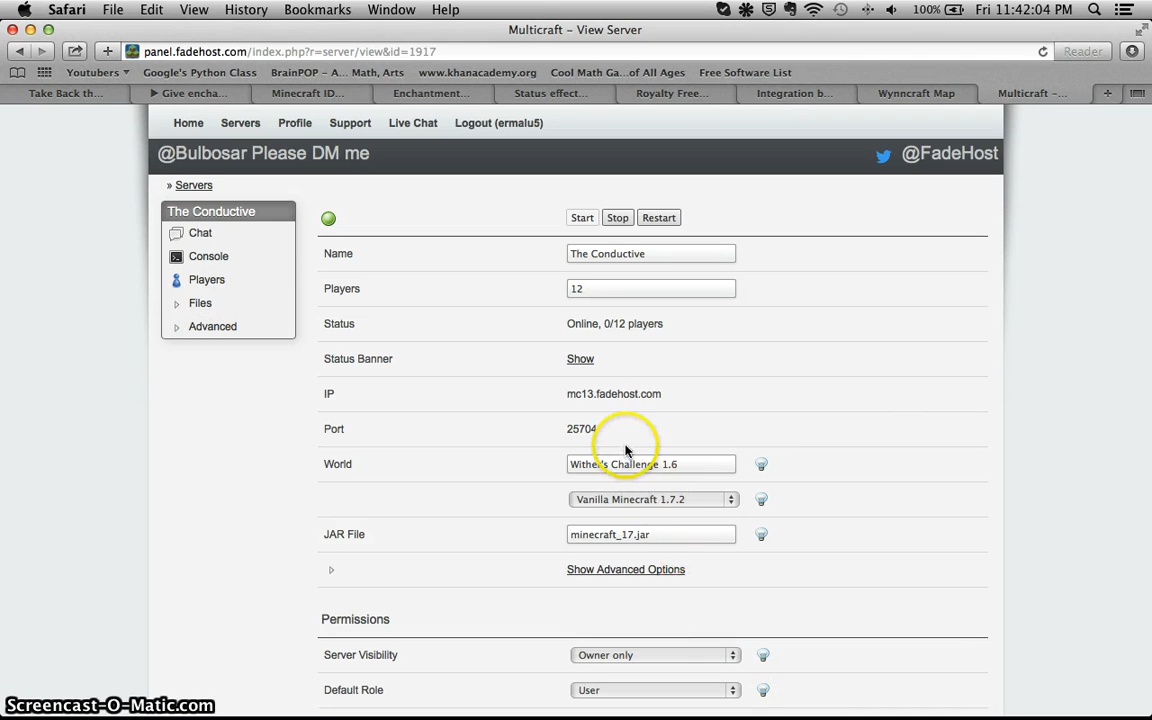 Safari File Edit View History Bookmarks Window Help 100% Fri 11:42:04 PM
Multicraft – View Server
panel.fadehost.com/index.php?r=server/view&id=1917 Reader
Youtubers Google's Python Class BrainPOP – A... Math, Arts www.khanacademy.org Cool Math Ga...of All Ages Free Software List
Take Back th... ▶ Give encha... Minecraft ID... Enchantment... Status effect... Royalty Free... Integration b... Wynncraft Map Multicraft –...
Home Servers Profile Support Live Chat Logout (ermalu5)
@Bulbosar Please DM me @FadeHost
» Servers
The Conductive
Chat
Console
Players
Files
Advanced
Start Stop Restart
Name The Conductive
Players 12
Status Online, 0/12 players
Status Banner Show
IP mc13.fadehost.com
Port 25704
World Wither's Challenge 1.6
Vanilla Minecraft 1.7.2
JAR File minecraft_17.jar
Show Advanced Options
Permissions
Server Visibility Owner only
Default Role User
Screencast-O-Matic.com